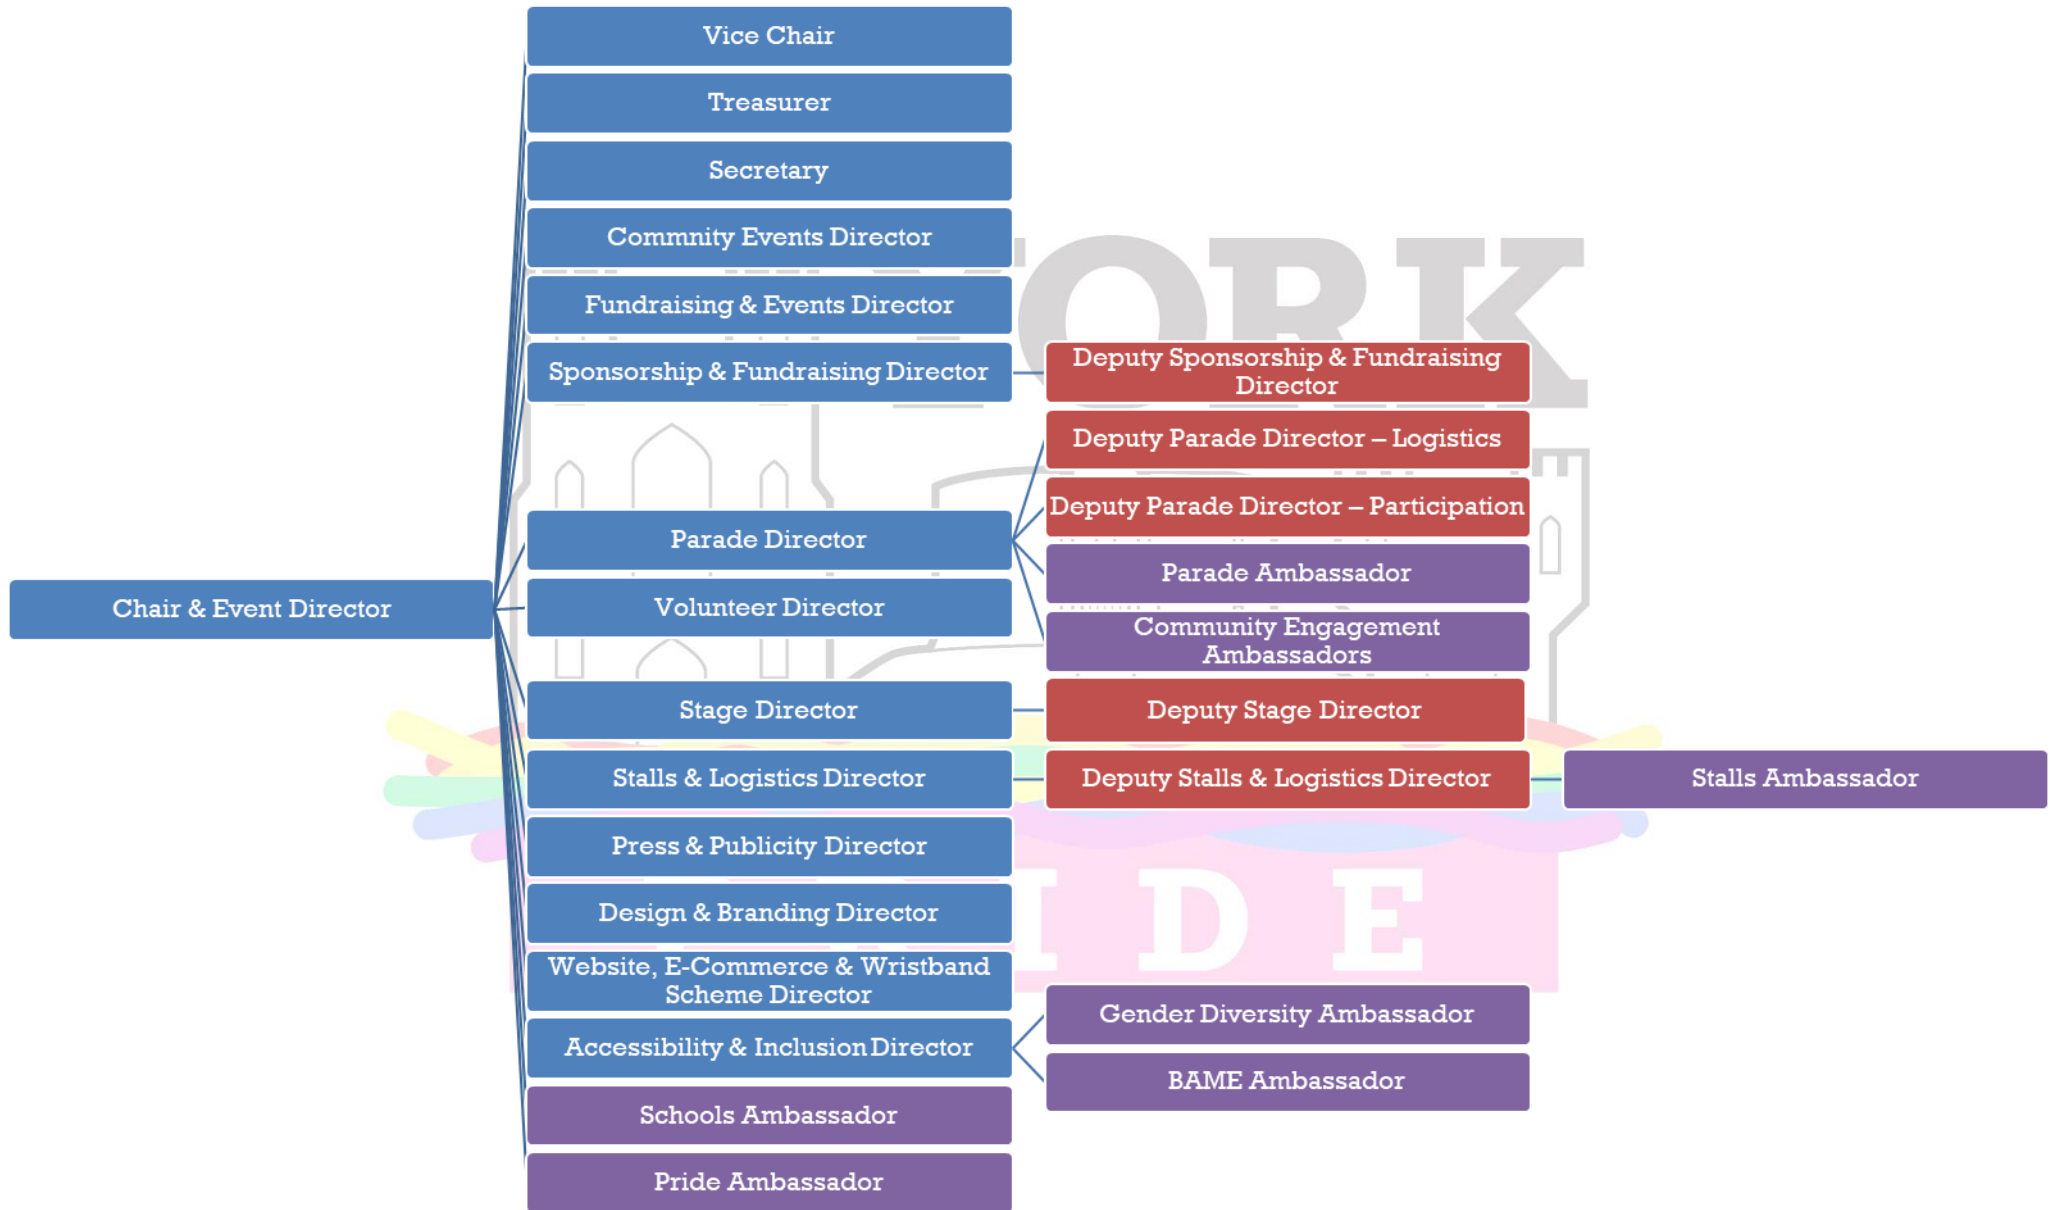 Vice Chair
Treasurer
Secretary
Commnity Events Director
Fundraising & Events Director
Sponsorship & Fundraising Director
Deputy Sponsorship & Fundraising
Director
Deputy Parade Director – Logistics
Deputy Parade Director – Participation
Parade Director
Parade Ambassador
Chair & Event Director
Volunteer Director
Community Engagement
Ambassadors
Stage Director
Deputy Stage Director
Stalls & Logistics Director
Deputy Stalls & Logistics Director
Stalls Ambassador
Press & Publicity Director
Design & Branding Director
Website, E-Commerce & Wristband
Scheme Director
Gender Diversity Ambassador
Accessibility & Inclusion Director
BAME Ambassador
Schools Ambassador
Pride Ambassador
YORK
IDE